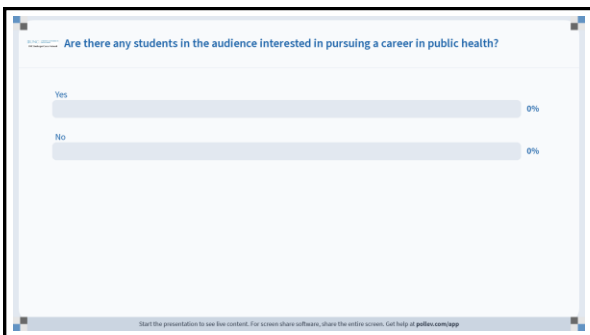 Are there any students in the audience interested in pursuing a career in public health?
Yes
0%
No
0%
Start the presentation to see live content. For screen share software, share the entire screen. Get help at pollev.com/app